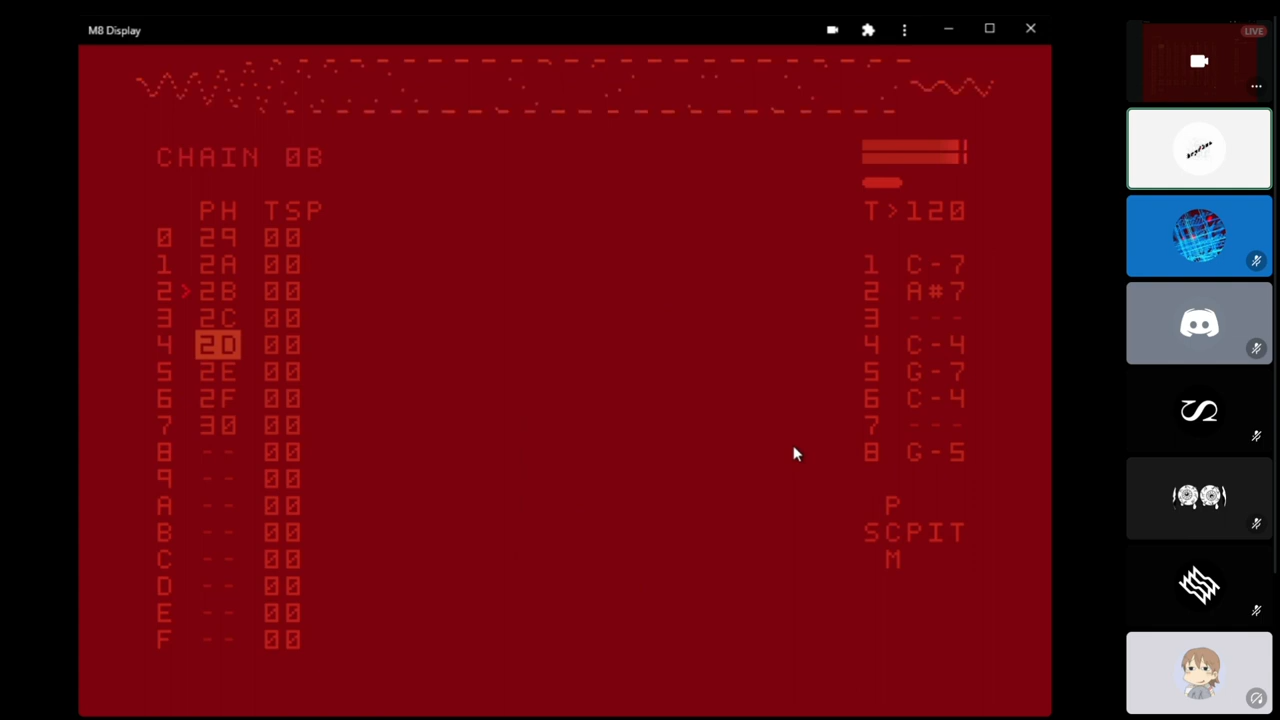 M8 Display
LIVE
CHAIN 0B
PH TSP
T>120
0 29 00
1 2A 00 1 C-7
2>2B 00 2 A#7
3 2C 00 3 ---
4 2D 00 4 C-4
5 2E 00 5 G-7
6 2F 00 6 C-4
7 30 00 7 ---
8 -- 00 8 G-5
9 -- 00
A -- 00 P
B -- 00 SCPIT
C -- 00 M
D -- 00
E -- 00
F -- 00